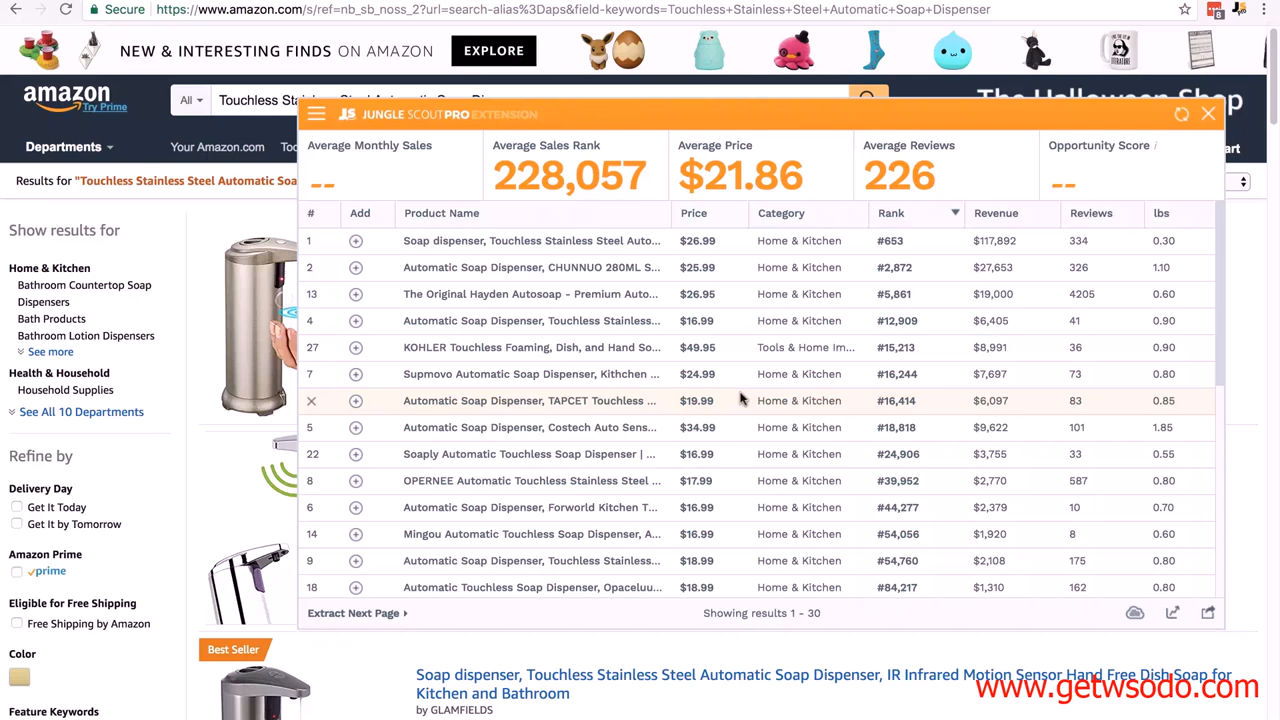 Secure https://www.amazon.com/s/ref=nb_sb_noss_2?url=search-alias%3Daps&field-keywords=Touchless+Stainless+Steel+Automatic+Soap+Dispenser
8
NEW & INTERESTING FINDS ON AMAZON EXPLORE
amazon
Try Prime
All
Touchless Sta
The Halloween Shop
Departments
Your Amazon.com
Results for "Touchless Stainless Steel Automatic Soa
JS JUNGLE SCOUTPRO EXTENSION
Average Monthly Sales
--
Average Sales Rank
228,057
Average Price
$21.86
Average Reviews
226
Opportunity Score i
--
# Add Product Name Price Category Rank Revenue Reviews lbs
1 Soap dispenser, Touchless Stainless Steel Auto... $26.99 Home & Kitchen #653 $117,892 334 0.30
2 Automatic Soap Dispenser, CHUNNUO 280ML S... $25.99 Home & Kitchen #2,872 $27,653 326 1.10
13 The Original Hayden Autosoap - Premium Auto... $26.95 Home & Kitchen #5,861 $19,000 4205 0.60
4 Automatic Soap Dispenser, Touchless Stainless... $16.99 Home & Kitchen #12,909 $6,405 41 0.90
27 KOHLER Touchless Foaming, Dish, and Hand So... $49.95 Tools & Home Im... #15,213 $8,991 36 0.90
7 Supmovo Automatic Soap Dispenser, Kithchen ... $24.99 Home & Kitchen #16,244 $7,697 73 0.80
Automatic Soap Dispenser, TAPCET Touchless ... $19.99 Home & Kitchen #16,414 $6,097 83 0.85
5 Automatic Soap Dispenser, Costech Auto Sens... $34.99 Home & Kitchen #18,818 $9,622 101 1.85
22 Soaply Automatic Touchless Soap Dispenser | ... $16.99 Home & Kitchen #24,906 $3,755 33 0.55
8 OPERNEE Automatic Touchless Stainless Steel ... $17.99 Home & Kitchen #39,952 $2,770 587 0.80
6 Automatic Soap Dispenser, Forworld Kitchen T... $16.99 Home & Kitchen #44,277 $2,379 10 0.70
14 Mingou Automatic Touchless Soap Dispenser, A... $16.99 Home & Kitchen #54,056 $1,920 8 0.60
9 Automatic Soap Dispenser, Touchless Stainless... $18.99 Home & Kitchen #54,760 $2,108 175 0.80
18 Automatic Touchless Soap Dispenser, Opaceluu... $18.99 Home & Kitchen #84,217 $1,310 162 0.80
Extract Next Page
Showing results 1 - 30
Show results for
Home & Kitchen
Bathroom Countertop Soap
Dispensers
Bath Products
Bathroom Lotion Dispensers
See more
Health & Household
Household Supplies
See All 10 Departments
Refine by
Delivery Day
Get It Today
Get It by Tomorrow
Amazon Prime
prime
Eligible for Free Shipping
Free Shipping by Amazon
Color
Feature Keywords
Best Seller
Soap dispenser, Touchless Stainless Steel Automatic Soap Dispenser, IR Infrared Motion Sensor Hand Free Dish Soap for
Kitchen and Bathroom
by GLAMFIELDS
www.getwsodo.com